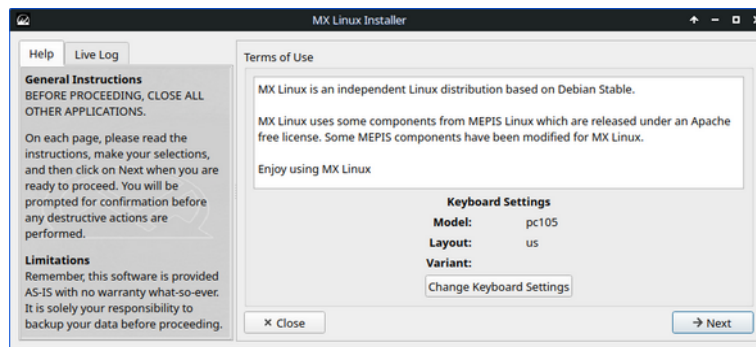 MX Linux Installer
Help
Live Log
General Instructions
BEFORE PROCEEDING, CLOSE ALL
OTHER APPLICATIONS.
On each page, please read the
instructions, make your selections,
and then click on Next when you are
ready to proceed. You will be
prompted for confirmation before
any destructive actions are
performed.
Limitations
Remember, this software is provided
AS-IS with no warranty what-so-ever.
It is solely your responsibility to
backup your data before proceeding.
Terms of Use
MX Linux is an independent Linux distribution based on Debian Stable.
MX Linux uses some components from MEPIS Linux which are released under an Apache
free license. Some MEPIS components have been modified for MX Linux.
Enjoy using MX Linux
Keyboard Settings
Model: pc105
Layout: us
Variant:
Change Keyboard Settings
Close
Next